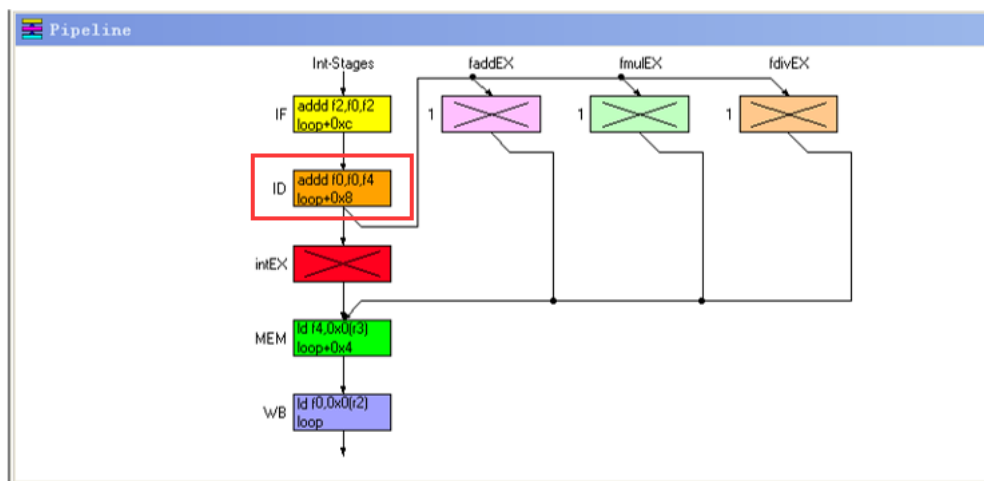 Pipeline
Int-Stages faddEX fmulEX fdivEX
IF addd f2,f0,f2 1 1 1
loop+0xc
ID addd f0,f0,f4
loop+0x8
intEX
MEM ld f4,0x0(r3)
loop+0x4
WB ld f0,0x0(r2)
loop